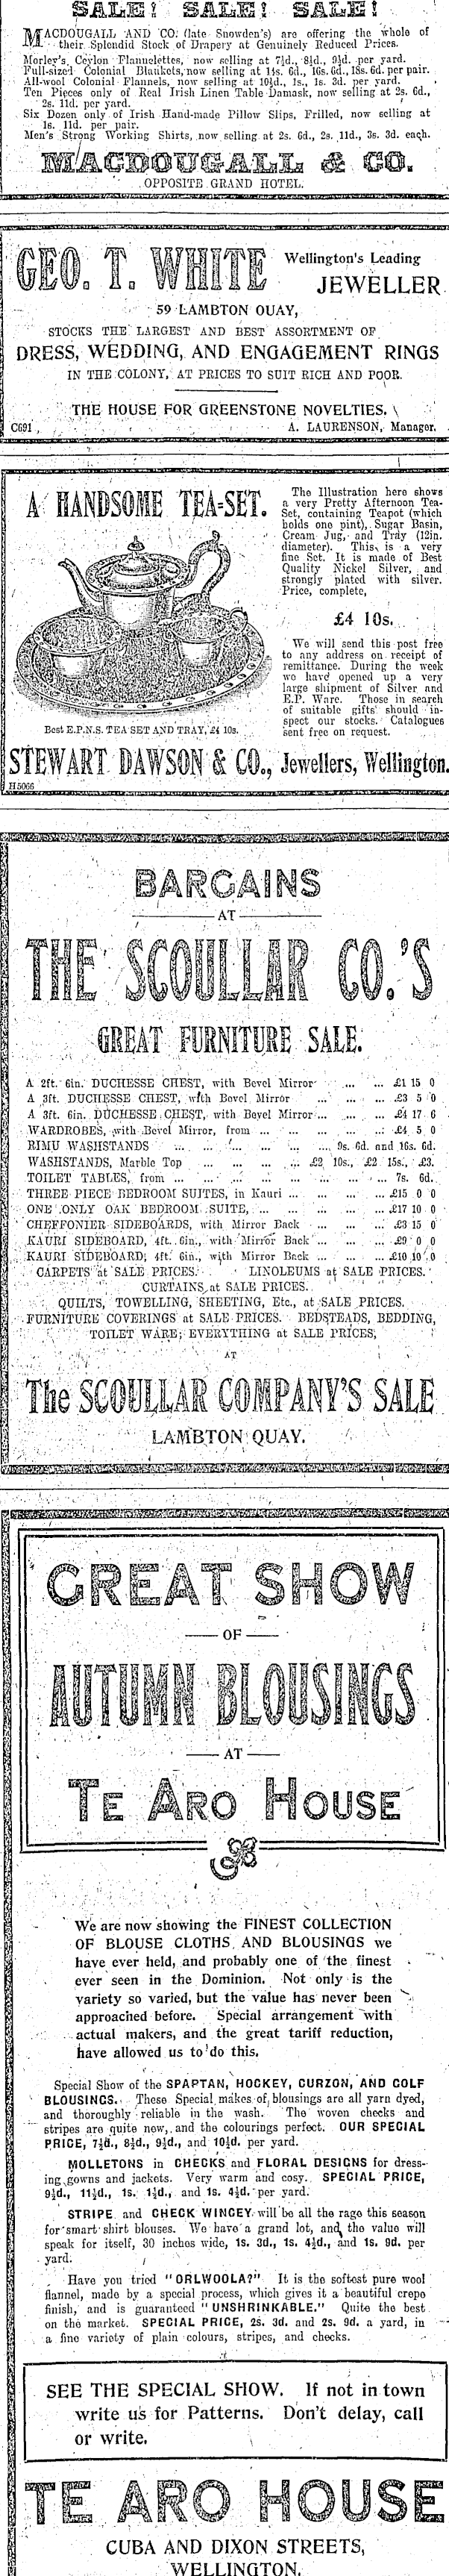 SALE! SALE! SALE!
MACDOUGALL AND CO. (late Snowden's) are offering the whole of
their Splendid Stock of Drapery at Genuinely Reduced Prices.
Morley's Ceylon Flannelettes, now selling at 7½d., 8½d., 9½d. per yard.
Full-sized Colonial Blankets, now selling at 14s. 6d., 16s. 6d., 18s. 6d. per pair.
All-wool Colonial Flannels, now selling at 10½d., 1s., 1s. 3d. per yard.
Ten Pieces only of Real Irish Linen Table Damask, now selling at 2s. 6d.,
2s. 11d. per yard.
Six Dozen only of Irish Hand-made Pillow Slips, Frilled, now selling at
1s. 11d. per pair.
Men's Strong Working Shirts, now selling at 2s. 6d., 2s. 11d., 3s. 3d. each.
MACDOUGALL & CO.
OPPOSITE GRAND HOTEL.
GEO. T. WHITE Wellington's Leading
JEWELLER
59 LAMBTON QUAY,
STOCKS THE LARGEST AND BEST ASSORTMENT OF
DRESS, WEDDING, AND ENGAGEMENT RINGS
IN THE COLONY, AT PRICES TO SUIT RICH AND POOR.
THE HOUSE FOR GREENSTONE NOVELTIES.
C691 A. LAURENSON, Manager.
A HANDSOME TEA-SET.
The Illustration here shows
a very Pretty Afternoon Tea-
Set, containing Teapot (which
holds one pint), Sugar Basin,
Cream Jug, and Tray (12in.
diameter). This is a very
fine Set. It is made of Best
Quality Nickel Silver, and
strongly plated with silver.
Price, complete,
£4 10s.
We will send this post free
to any address on receipt of
remittance. During the week
we have opened up a very
large shipment of Silver and
E.P. Ware. Those in search
of suitable gifts should in-
spect our stocks. Catalogues
sent free on request.
Best E.P.N.S. TEA SET AND TRAY, £4 10s.
STEWART DAWSON & CO., Jewellers, Wellington.
H5066
BARGAINS
AT
THE SCOULLAR CO.'S
GREAT FURNITURE SALE.
A 2ft. 6in. DUCHESSE CHEST, with Bevel Mirror ... ... £1 15 0
A 3ft. DUCHESSE CHEST, with Bevel Mirror ... ... ... £3 5 0
A 3ft. 6in. DUCHESSE CHEST, with Bevel Mirror ... ... ... £4 17 6
WARDROBES, with Bevel Mirror, from ... ... ... ... ... £4 5 0
RIMU WASHSTANDS ... ... ... ... ... 9s. 6d. and 16s. 6d.
WASHSTANDS, Marble Top ... ... ... ... ... £2 10s., £2 15s., £3.
TOILET TABLES, from ... ... ... ... ... ... ... 7s. 6d.
THREE PIECE BEDROOM SUITES, in Kauri ... ... ... ... £15 0 0
ONE ONLY OAK BEDROOM SUITE, ... ... ... ... ... £17 10 0
CHEFFONIER SIDEBOARDS, with Mirror Back ... ... ... £3 15 0
KAURI SIDEBOARD, 4ft. 6in., with Mirror Back ... ... ... £9 0 0
KAURI SIDEBOARD, 4ft. 6in., with Mirror Back ... ... ... £10 10 0
CARPETS at SALE PRICES. LINOLEUMS at SALE PRICES.
CURTAINS at SALE PRICES.
QUILTS, TOWELLING, SHEETING, Etc., at SALE PRICES.
FURNITURE COVERINGS at SALE PRICES. BEDSTEADS, BEDDING,
TOILET WARE; EVERYTHING at SALE PRICES,
AT
The SCOULLAR COMPANY'S SALE
LAMBTON QUAY.
GREAT SHOW
OF
AUTUMN BLOUSINGS
AT
TE ARO HOUSE
We are now showing the FINEST COLLECTION
OF BLOUSE CLOTHS AND BLOUSINGS we
have ever held, and probably one of the finest
ever seen in the Dominion. Not only is the
variety so varied, but the value has never been
approached before. Special arrangement with
actual makers, and the great tariff reduction,
have allowed us to do this.
Special Show of the SPARTAN, HOCKEY, CURZON, AND GOLF
BLOUSINGS. These Special makes of blousings are all yarn dyed,
and thoroughly reliable in the wash. The woven checks and
stripes are quite new, and the colourings perfect. OUR SPECIAL
PRICE, 7½d., 8½d., 9½d., and 10½d. per yard.
MOLLETONS in CHECKS and FLORAL DESIGNS for dress-
ing gowns and jackets. Very warm and cosy. SPECIAL PRICE,
9½d., 11½d., 1s. 1½d., and 1s. 4½d. per yard.
STRIPE and CHECK WINCEY will be all the rage this season
for smart shirt blouses. We have a grand lot, and the value will
speak for itself, 30 inches wide, 1s. 3d., 1s. 4½d., and 1s. 9d. per
yard.
Have you tried "ORLWOOLA?" It is the softest pure wool
flannel, made by a special process, which gives it a beautiful crepe
finish, and is guaranteed "UNSHRINKABLE." Quite the best
on the market. SPECIAL PRICE, 2s. 3d. and 2s. 9d. a yard, in
a fine variety of plain colours, stripes, and checks.
SEE THE SPECIAL SHOW. If not in town
write us for Patterns. Don't delay, call
or write.
TE ARO HOUSE
CUBA AND DIXON STREETS,
WELLINGTON.